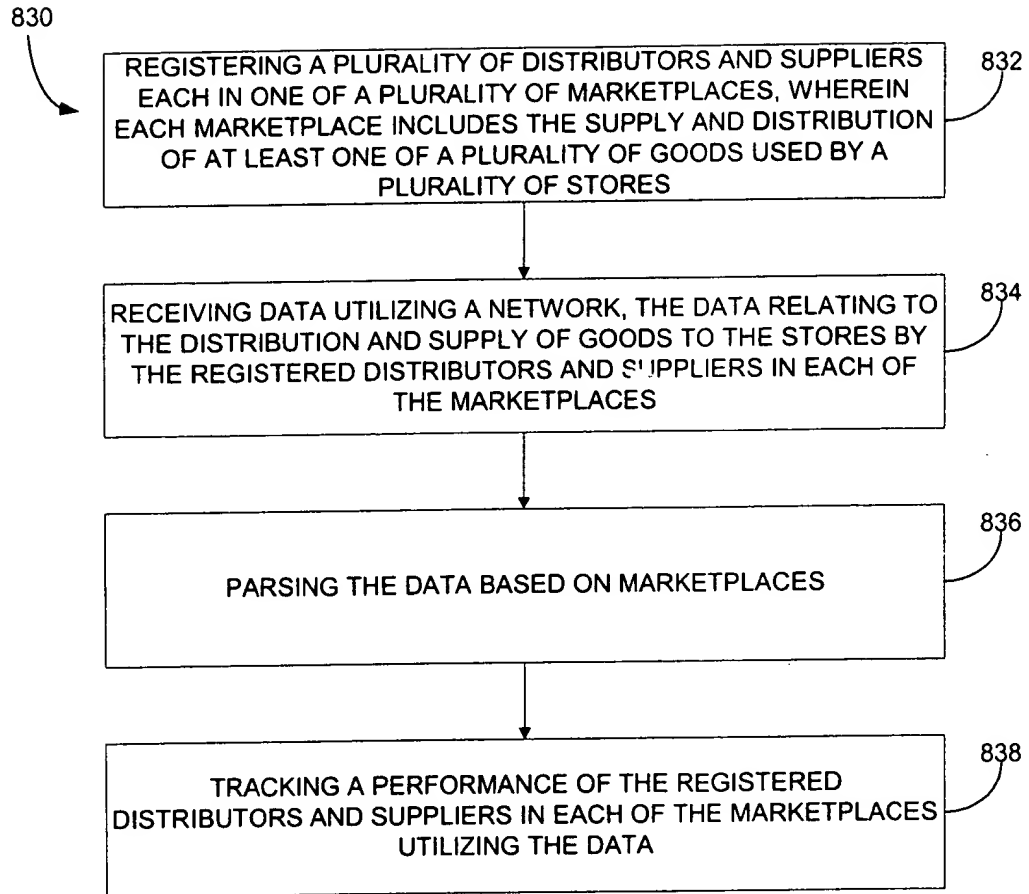 830
REGISTERING A PLURALITY OF DISTRIBUTORS AND SUPPLIERS
832
EACH IN ONE OF A PLURALITY OF MARKETPLACES, WHEREIN
EACH MARKETPLACE INCLUDES THE SUPPLY AND DISTRIBUTION
OF AT LEAST ONE OF A PLURALITY OF GOODS USED BY A
PLURALITY OF STORES
RECEIVING DATA UTILIZING A NETWORK, THE DATA RELATING TO
834
THE DISTRIBUTION AND SUPPLY OF GOODS TO THE STORES BY
THE REGISTERED DISTRIBUTORS AND SUPPLIERS IN EACH OF
THE MARKETPLACES
836
PARSING THE DATA BASED ON MARKETPLACES
838
TRACKING A PERFORMANCE OF THE REGISTERED
DISTRIBUTORS AND SUPPLIERS IN EACH OF THE MARKETPLACES
UTILIZING THE DATA